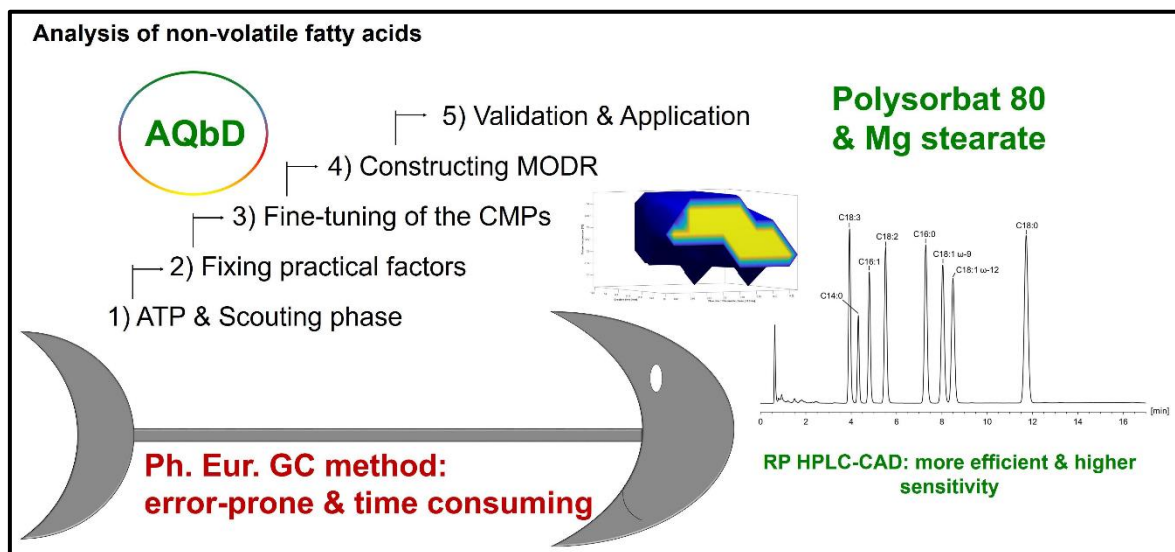 Analysis of non-volatile fatty acids
AQbD
5) Validation & Application
4) Constructing MODR
3) Fine-tuning of the CMPs
2) Fixing practical factors
1) ATP & Scouting phase
Polysorbat 80
& Mg stearate
C18:3
C14:0
C16:1
C18:2
C16:0
C18:1 ω-9
C18:1 ω-12
C18:0
[min]
0 2 4 6 8 10 12 14 16
Ph. Eur. GC method:
error-prone & time consuming
RP HPLC-CAD: more efficient & higher
sensitivity